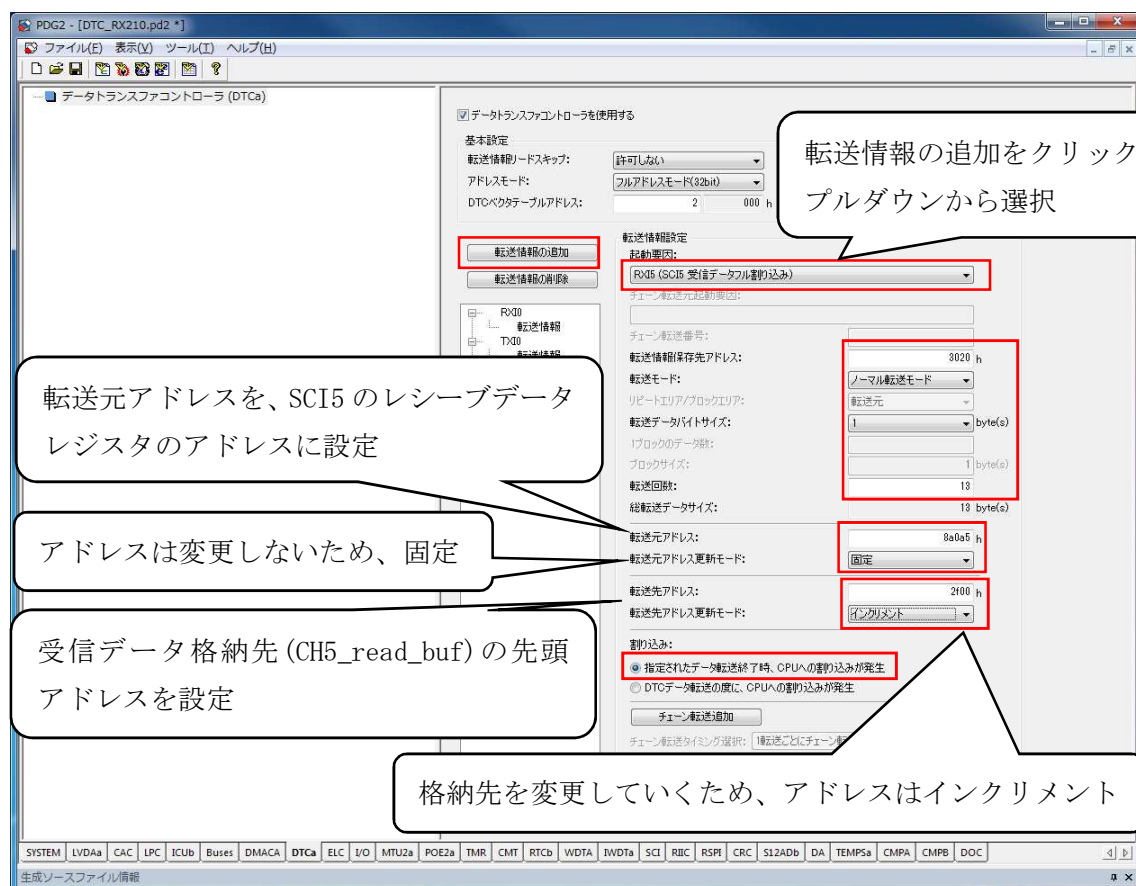 PDG2 - [DTC_RX210.pd2 *]
ファイル(F) 表示(V) ツール(T) ヘルプ(H)
データトランスファコントローラ (DTCa)
データトランスファコントローラを使用する
基本設定
転送情報リードスキップ: 許可しない
アドレスモード: フルアドレスモード(32bit)
DTCベクタテーブルアドレス: 2 000 h
転送情報の追加をクリック
プルダウンから選択
転送情報の追加
転送情報の削除
RXI0
転送情報
TXI0
転送情報
転送情報設定
起動要因:
RXI5 (SCI5 受信データフル割り込み)
チェーン転送元起動要因:
チェーン転送番号:
転送情報保存先アドレス: 3020 h
転送モード: ノーマル転送モード
リピートエリア/ブロックエリア: 転送元
転送データバイトサイズ: 1 byte(s)
1ブロックのデータ数:
ブロックサイズ: 1 byte(s)
転送回数: 13
総転送データサイズ: 13 byte(s)
転送元アドレスを、SCI5 のレシーブデータ
レジスタのアドレスに設定
転送元アドレス: 8a0a5 h
転送元アドレス更新モード: 固定
アドレスは変更しないため、固定
転送先アドレス: 2f00 h
転送先アドレス更新モード: インクリメント
受信データ格納先(CH5_read_buf)の先頭
アドレスを設定
割り込み:
指定されたデータ転送終了時、CPUへの割り込みが発生
DTCデータ転送の度に、CPUへの割り込みが発生
チェーン転送追加
チェーン転送タイミング選択: 1転送ごとにチェーン転
格納先を変更していくため、アドレスはインクリメント
SYSTEM LVDAa CAC LPC ICUb Buses DMACA DTCa ELC I/O MTU2a POE2a TMR CMT RTCb WDTA IWDTa SCI RIIC RSPI CRC S12ADb DA TEMPSa CMPA CMPB DOC
生成ソースファイル情報